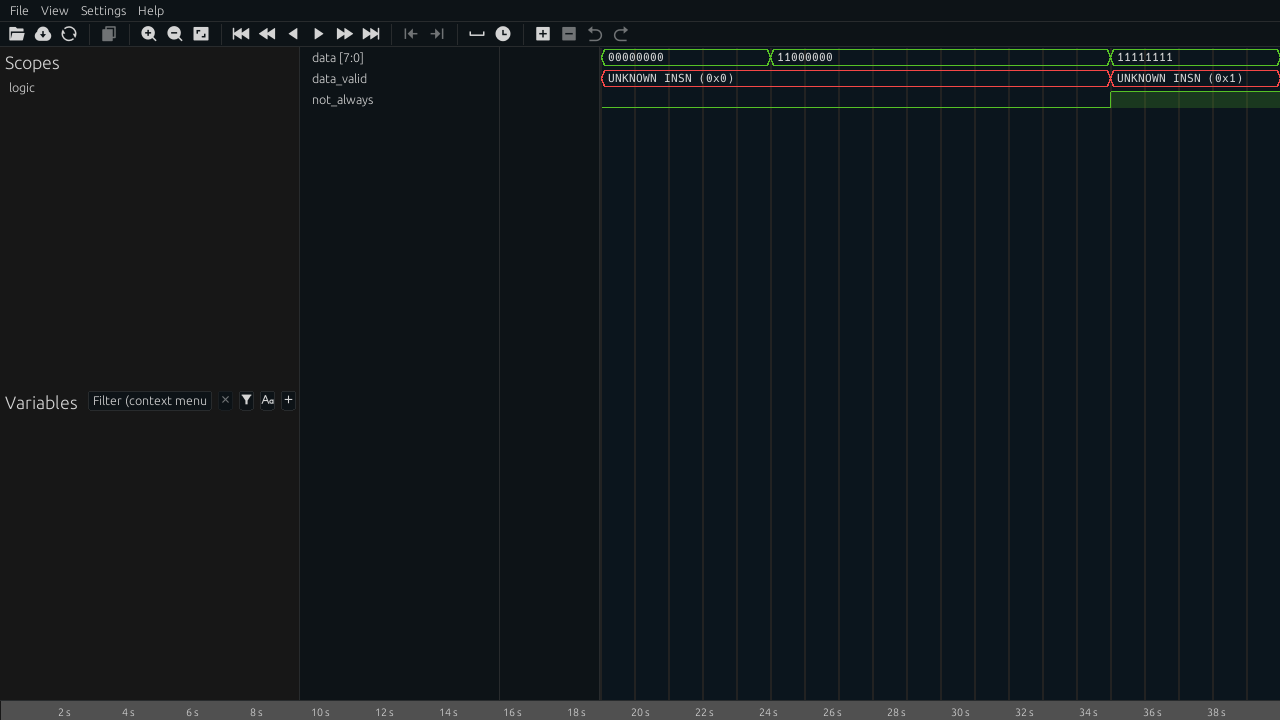 File View Settings Help
Scopes
logic
Variables Filter (context menu × Aa +
data [7:0]
data_valid
not_always
00000000 11000000 11111111
UNKNOWN INSN (0x0) UNKNOWN INSN (0x1)
2 s 4 s 6 s 8 s 10 s 12 s 14 s 16 s 18 s 20 s 22 s 24 s 26 s 28 s 30 s 32 s 34 s 36 s 38 s